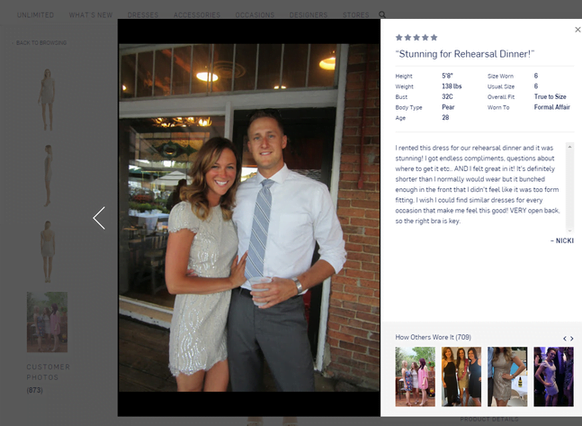 UNLIMITED WHAT'S NEW DRESSES ACCESSORIES OCCASIONS DESIGNERS STORES
BACK TO BROWSING
"Stunning for Rehearsal Dinner!"
Height 5'8" Size Worn 6
Weight 138 lbs Usual Size 6
Bust 32C Overall Fit True to Size
Body Type Pear Worn To Formal Affair
Age 28
I rented this dress for our rehearsal dinner and it was
stunning! I got endless compliments, questions about
where to get it etc.. AND I felt great in it! It's definitely
shorter than I normally would wear but it bunched
enough in the front that I didn't feel like it was too form
fitting. I wish I could find similar dresses for every
occasion that make me feel this good! VERY open back,
so the right bra is key.
- NICKI
How Others Wore It (709)
CUSTOMER
PHOTOS
(873)
PRODUCT DETAILS